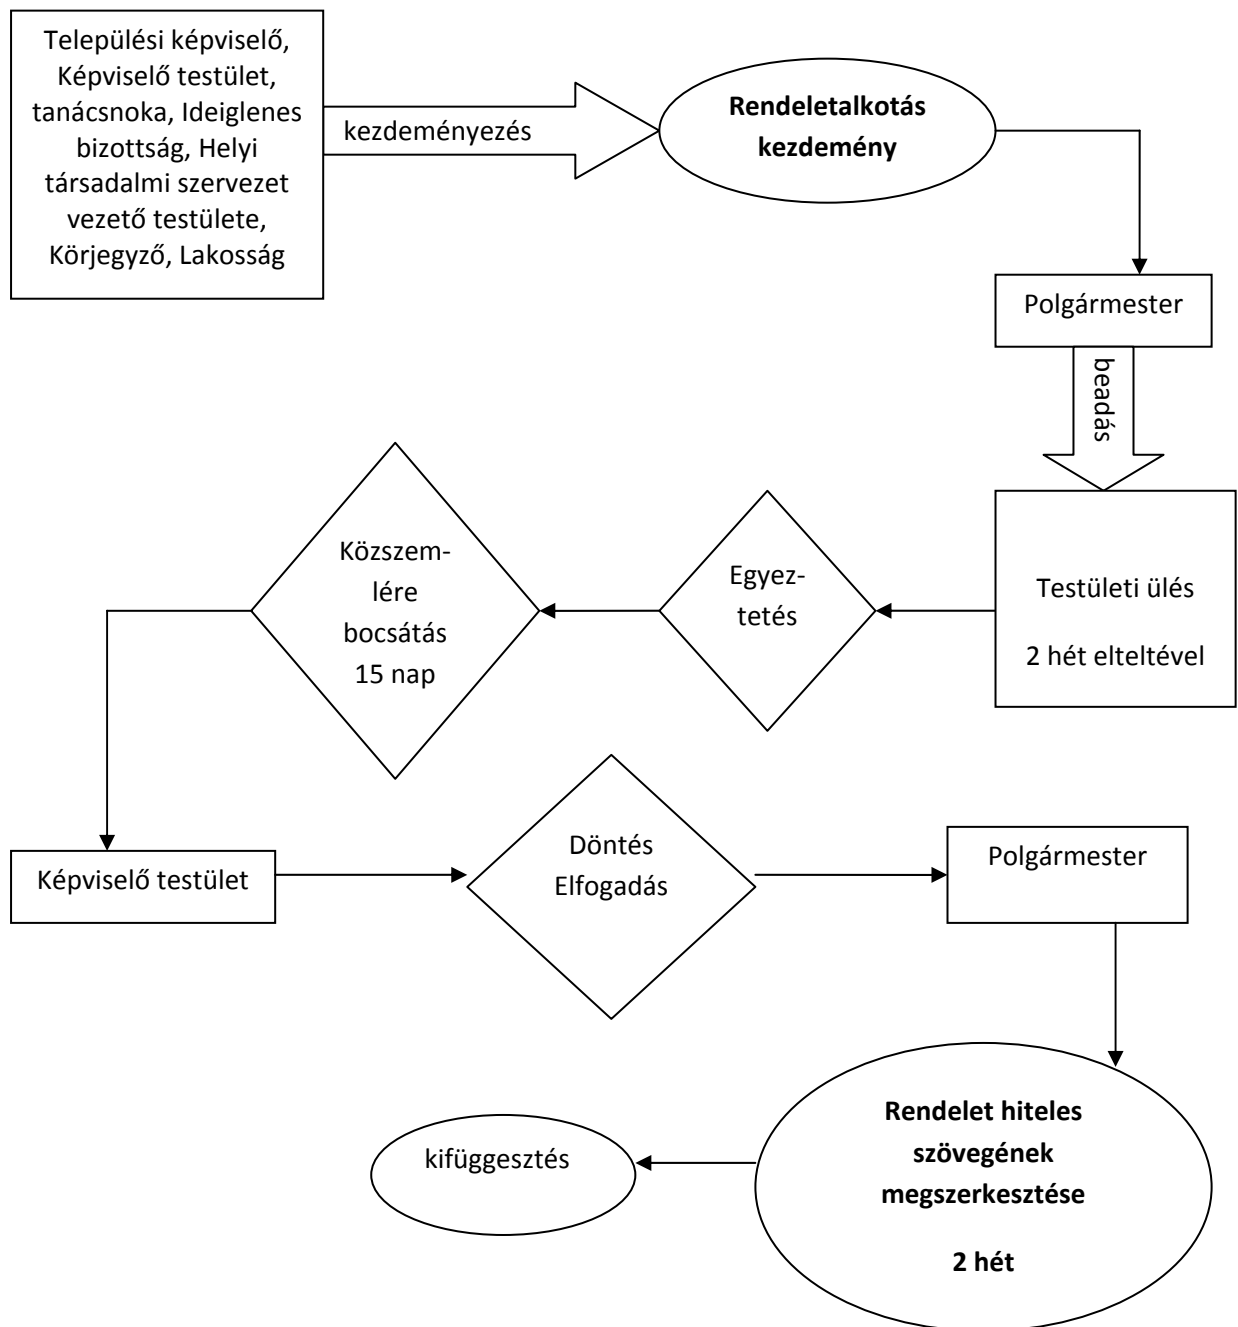 Települési képviselő,
Képviselő testület,
tanácsnoka, Ideiglenes
bizottság, Helyi
társadalmi szervezet
vezető testülete,
Körjegyző, Lakosság
kezdeményezés
Rendeletalkotás
kezdemény
Polgármester
beadás
Testületi ülés
2 hét elteltével
Egyez-
tetés
Közszem-
lére
bocsátás
15 nap
Képviselő testület
Döntés
Elfogadás
Polgármester
Rendelet hiteles
szövegének
megszerkesztése
2 hét
kifüggesztés